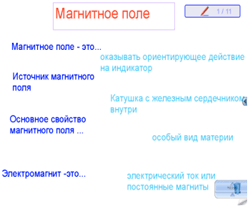 Магнитное поле
1 / 11
Магнитное поле - это...
оказывать ориентирующее действие
на индикатор
Источник магнитного
поля
Катушка с железным сердечником
внутри
Основное свойство
магнитного поля ...
особый вид материи
Электромагнит -это...
электрический ток или
постоянные магниты